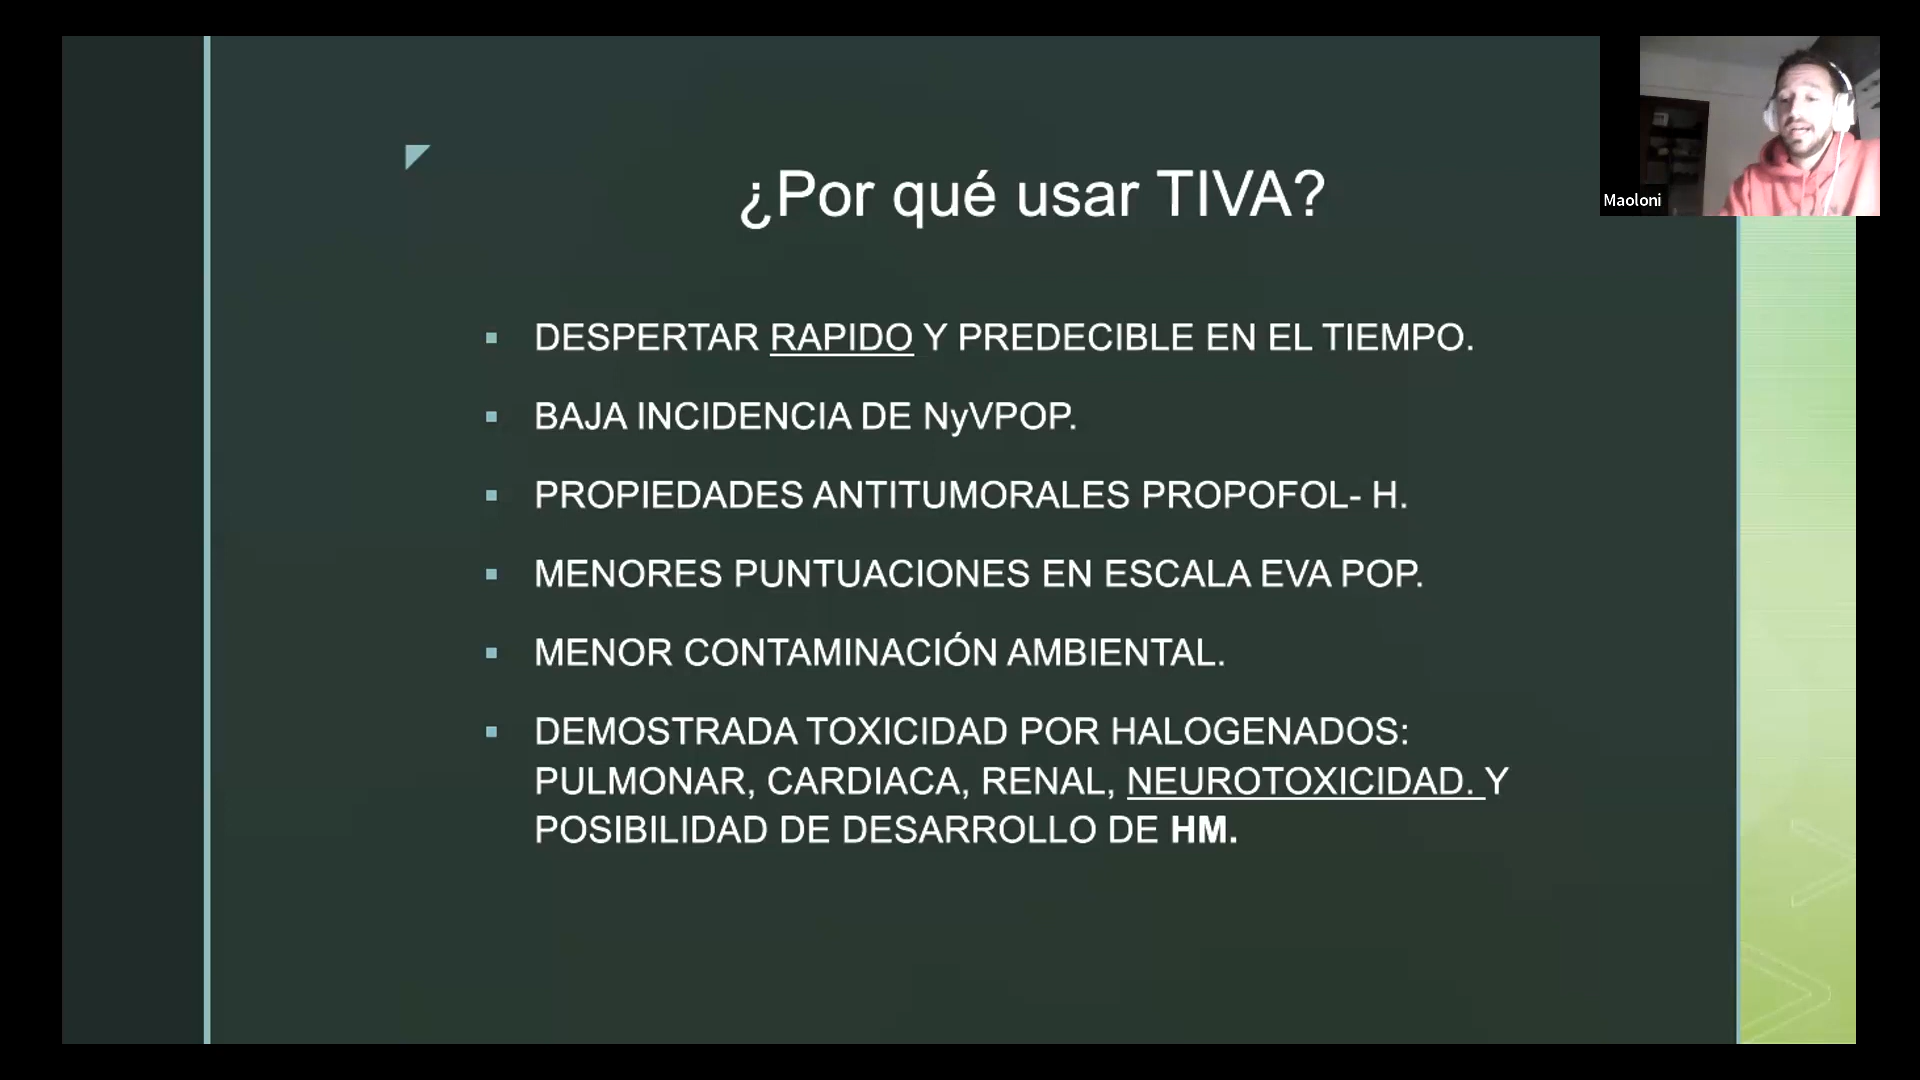 ¿Por qué usar TIVA?
Maoloni
DESPERTAR RAPIDO Y PREDECIBLE EN EL TIEMPO.
BAJA INCIDENCIA DE NyVPOP.
PROPIEDADES ANTITUMORALES PROPOFOL- H.
MENORES PUNTUACIONES EN ESCALA EVA POP.
MENOR CONTAMINACIÓN AMBIENTAL.
DEMOSTRADA TOXICIDAD POR HALOGENADOS:
PULMONAR, CARDIACA, RENAL, NEUROTOXICIDAD. Y
POSIBILIDAD DE DESARROLLO DE HM.